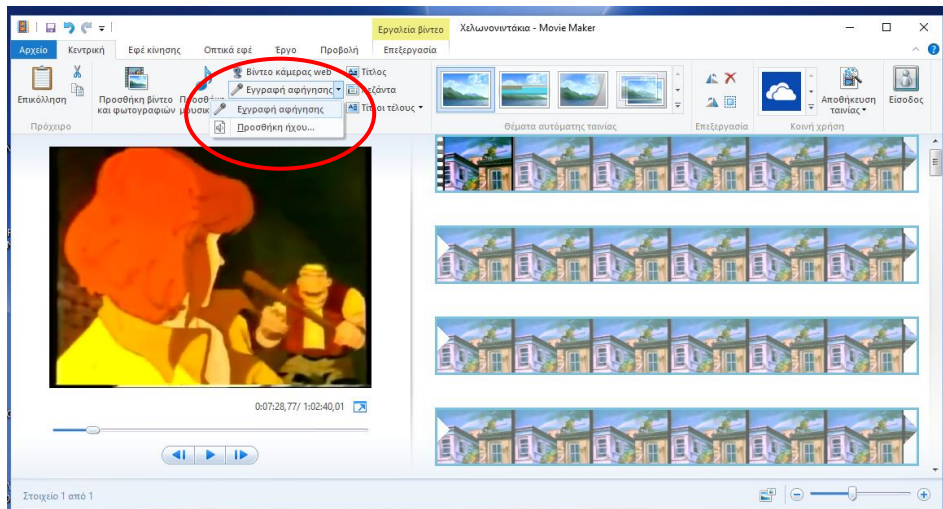 Εργαλεία βίντεο Χελωνονιντάκια - Movie Maker
Αρχείο Κεντρική Εφέ κίνησης Οπτικά εφέ Έργο Προβολή Επεξεργασία
Επικόλληση
Προσθήκη βίντεο
και φωτογραφιών
Βίντεο κάμερας web
Εγγραφή αφήγησης
Εγγραφή αφήγησης
Προσθήκη ήχου...
Τίτλος
τέλους
Αποθήκευση
ταινίας
Είσοδος
Πρόχειρο Θέματα αυτόματης ταινίας Επεξεργασία Κοινή χρήση
0:07:28,77/ 1:02:40,01
Στοιχείο 1 από 1